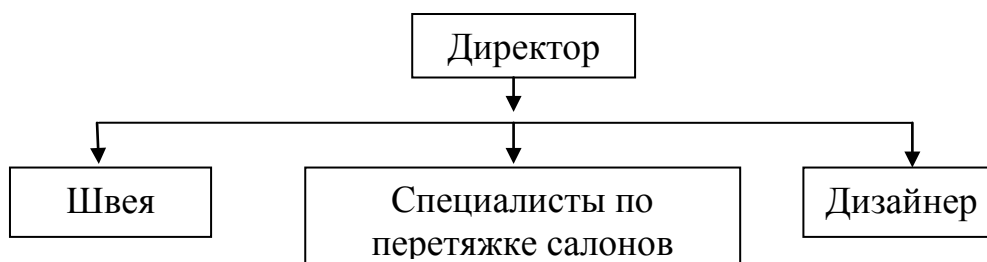 Директор
Швея
Специалисты по
перетяжке салонов
Дизайнер